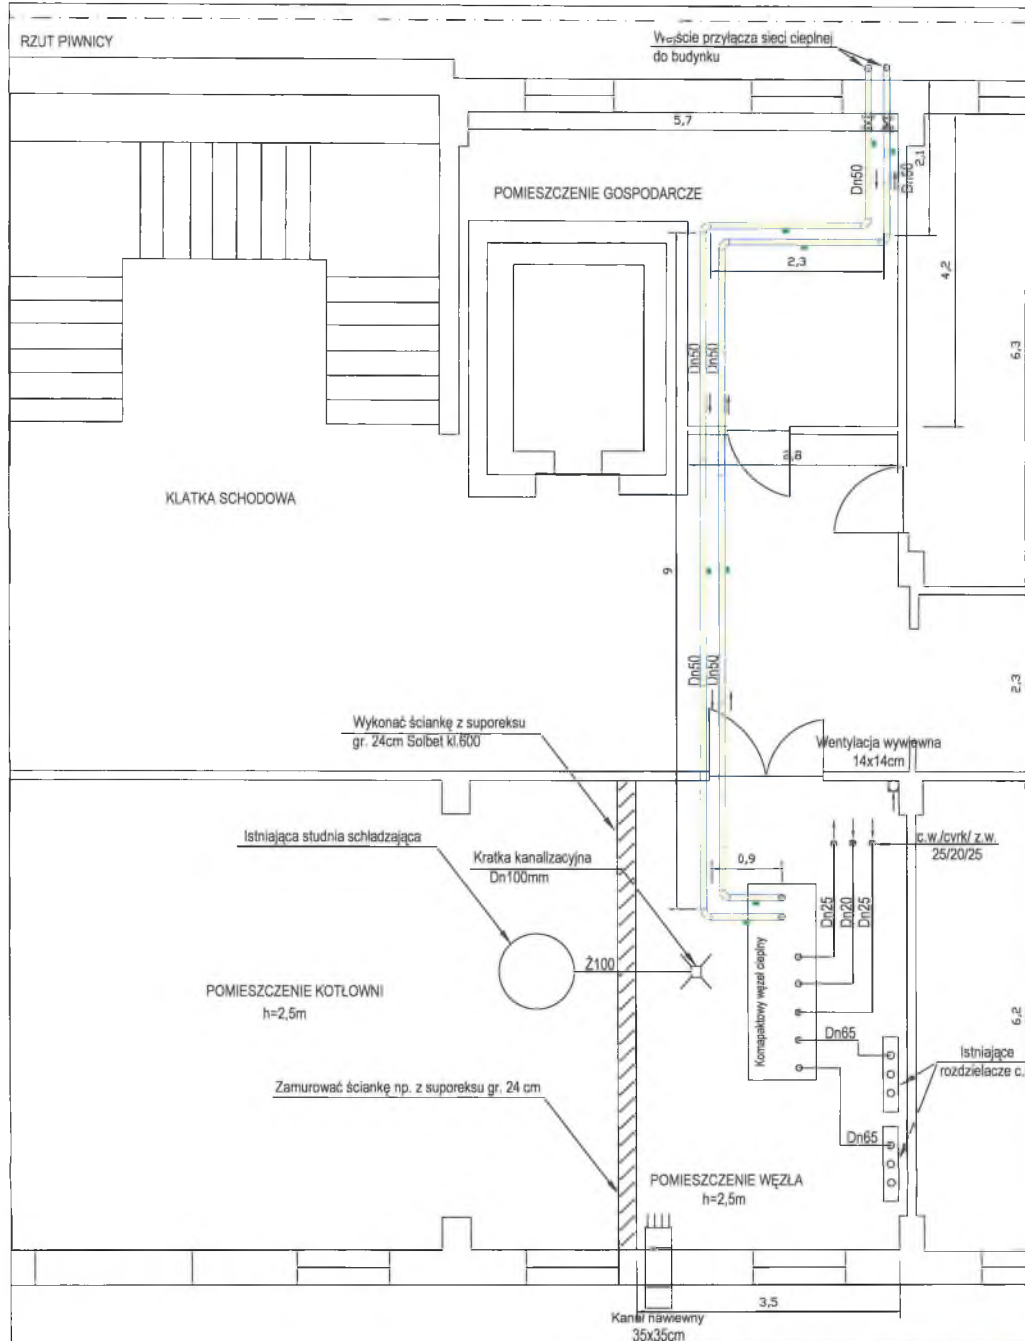 RZUT PIWNICY
Wejście przyłącza sieci cieplnej
do budynku
5,7
2,1
Dn50
Dn50
POMIESZCZENIE GOSPODARCZE
2,3
4,2
6,3
Dn50
Dn50
KLATKA SCHODOWA
9
Dn50
Dn50
2,3
Wykonać ściankę z suporeksu
gr. 24cm Solbet kl.600
Wentylacja wywiewna
14x14cm
Istniejąca studnia schładzająca
Kratka kanalizacyjna
Dn100mm
0,9
c.w./cyrk/ z.w.
25/20/25
Dn25
Dn20
Dn25
Ż100
POMIESZCZENIE KOTŁOWNI
h=2,5m
Komapaktowy węzeł cieplny
6,2
Dn65
Istniejące
rozdzielacze c.
Zamurować ściankę np. z suporeksu gr. 24 cm
Dn65
POMIESZCZENIE WĘZŁA
h=2,5m
3,5
Kanał nawiewny
35x35cm